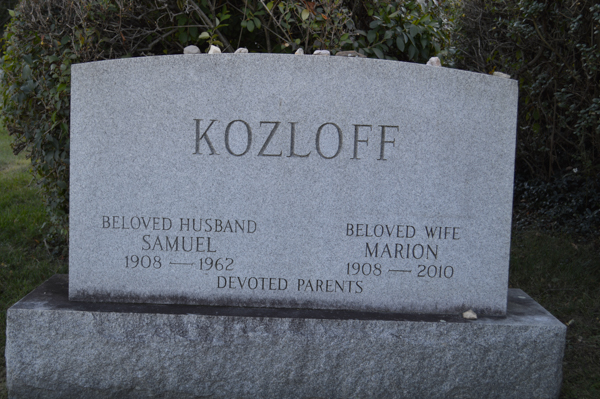 KOZLOFF
BELOVED HUSBAND
SAMUEL
1908 — 1962
BELOVED WIFE
MARION
1908 — 2010
DEVOTED PARENTS